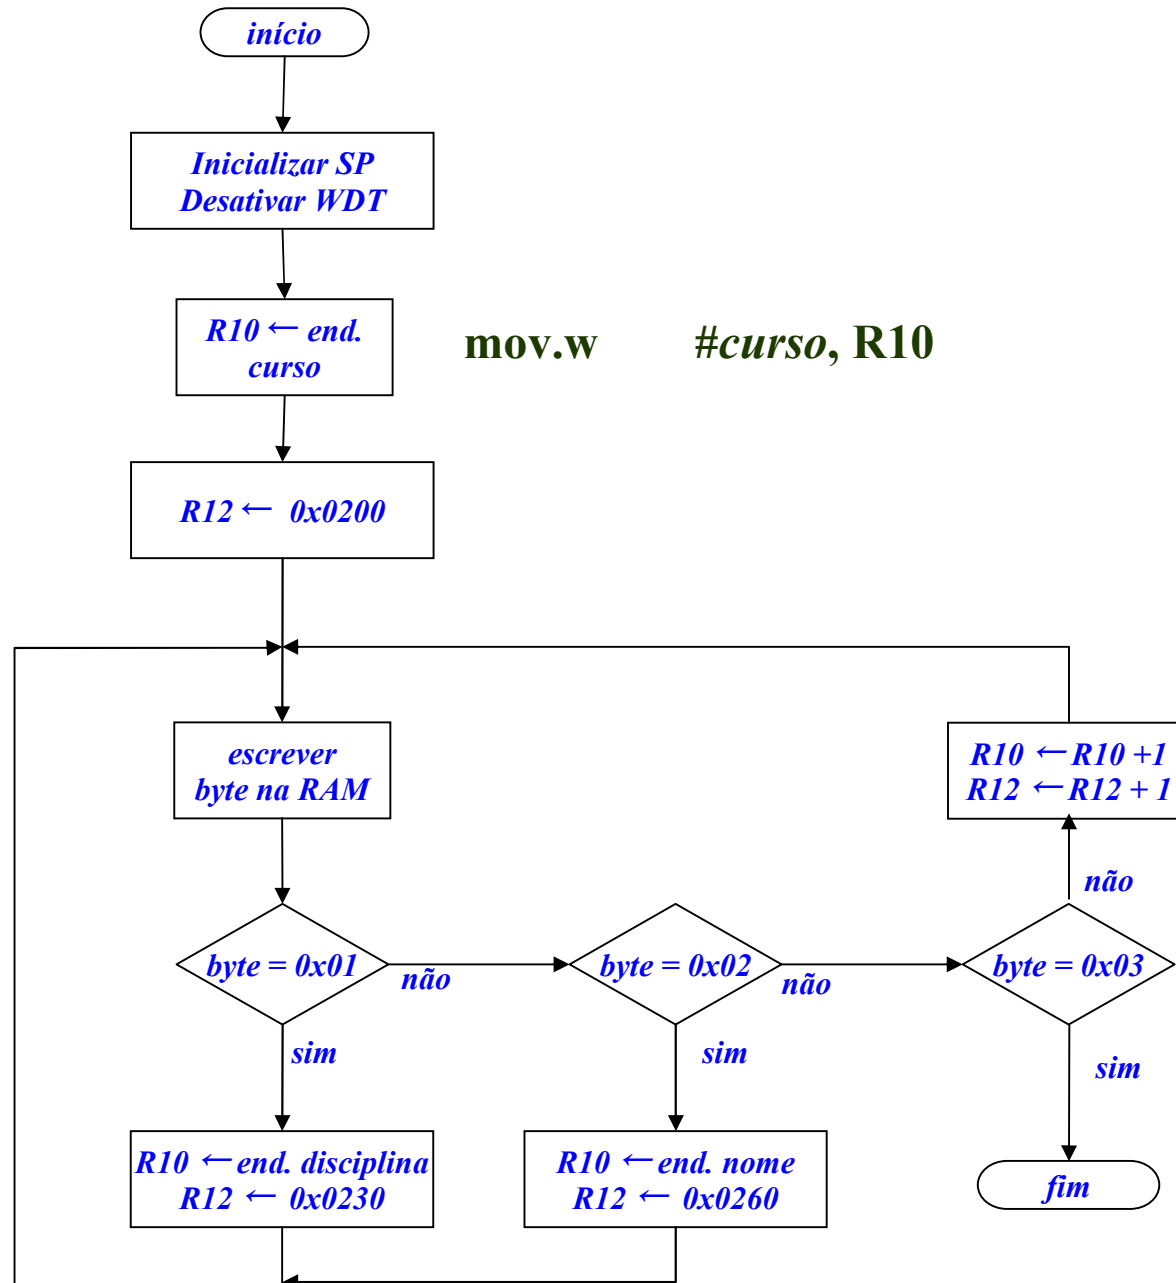 início
Inicializar SP
Desativar WDT
R10 ← end.
curso
mov.w #curso, R10
R12 ← 0x0200
escrever
byte na RAM
R10 ← R10 +1
R12 ← R12 + 1
não
byte = 0x01
não
byte = 0x02
não
byte = 0x03
sim
sim
sim
R10 ← end. disciplina
R12 ← 0x0230
R10 ← end. nome
R12 ← 0x0260
fim